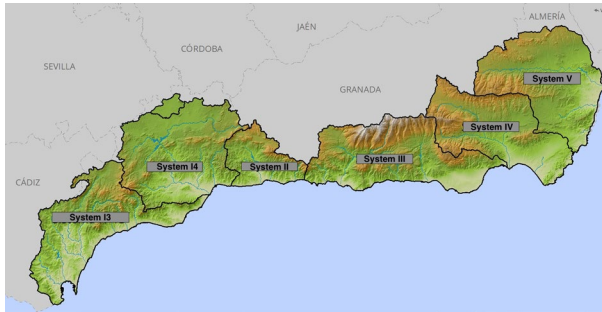 ALMERÍA
JAÉN
CÓRDOBA
SEVILLA
System V
GRANADA
System IV
System III
System I4
System II
CÁDIZ
System I3